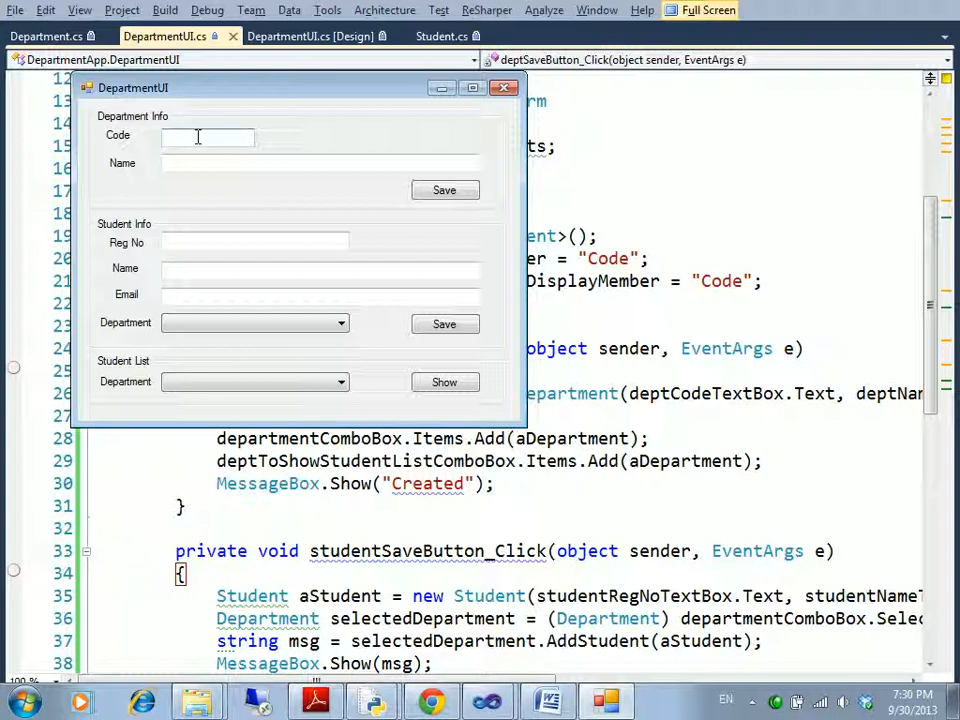 File Edit View Project Build Debug Team Data Tools Architecture Test ReSharper Analyze Window Help Full Screen
Department.cs DepartmentUI.cs DepartmentUI.cs [Design] Student.cs
DepartmentApp.DepartmentUI deptSaveButton_Click(object sender, EventArgs e)
DepartmentUI
Department Info
Code
Name
Save
Student Info
Reg No
Name
Email
Department Save
Student List
Department Show
12
13 rm
14
15 ts;
16
17
18
19 ent>();
20 er = "Code";
21 DisplayMember = "Code";
22
23
24 object sender, EventArgs e)
25
26 Department(deptCodeTextBox.Text, deptNam
27
28 departmentComboBox.Items.Add(aDepartment);
29 deptToShowStudentListComboBox.Items.Add(aDepartment);
30 MessageBox.Show("Created");
31 }
32
33 private void studentSaveButton_Click(object sender, EventArgs e)
34 {
35 Student aStudent = new Student(studentRegNoTextBox.Text, studentNameT
36 Department selectedDepartment = (Department) departmentComboBox.Selec
37 string msg = selectedDepartment.AddStudent(aStudent);
38 MessageBox.Show(msg);
100 %
EN 7:30 PM
9/30/2013